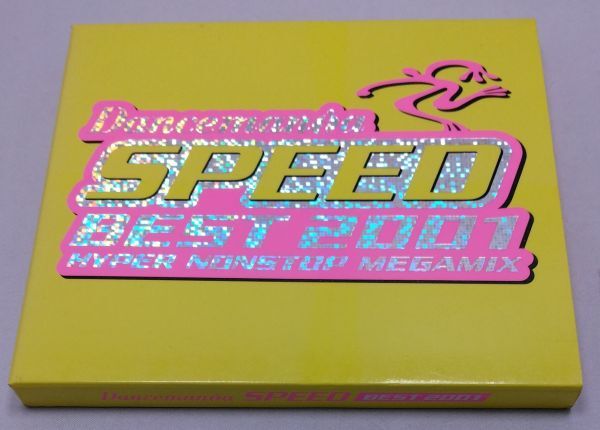 Dancemania
SPEED
BEST 2001
HYPER NONSTOP MEGAMIX
Dancemania SPEED BEST 2001